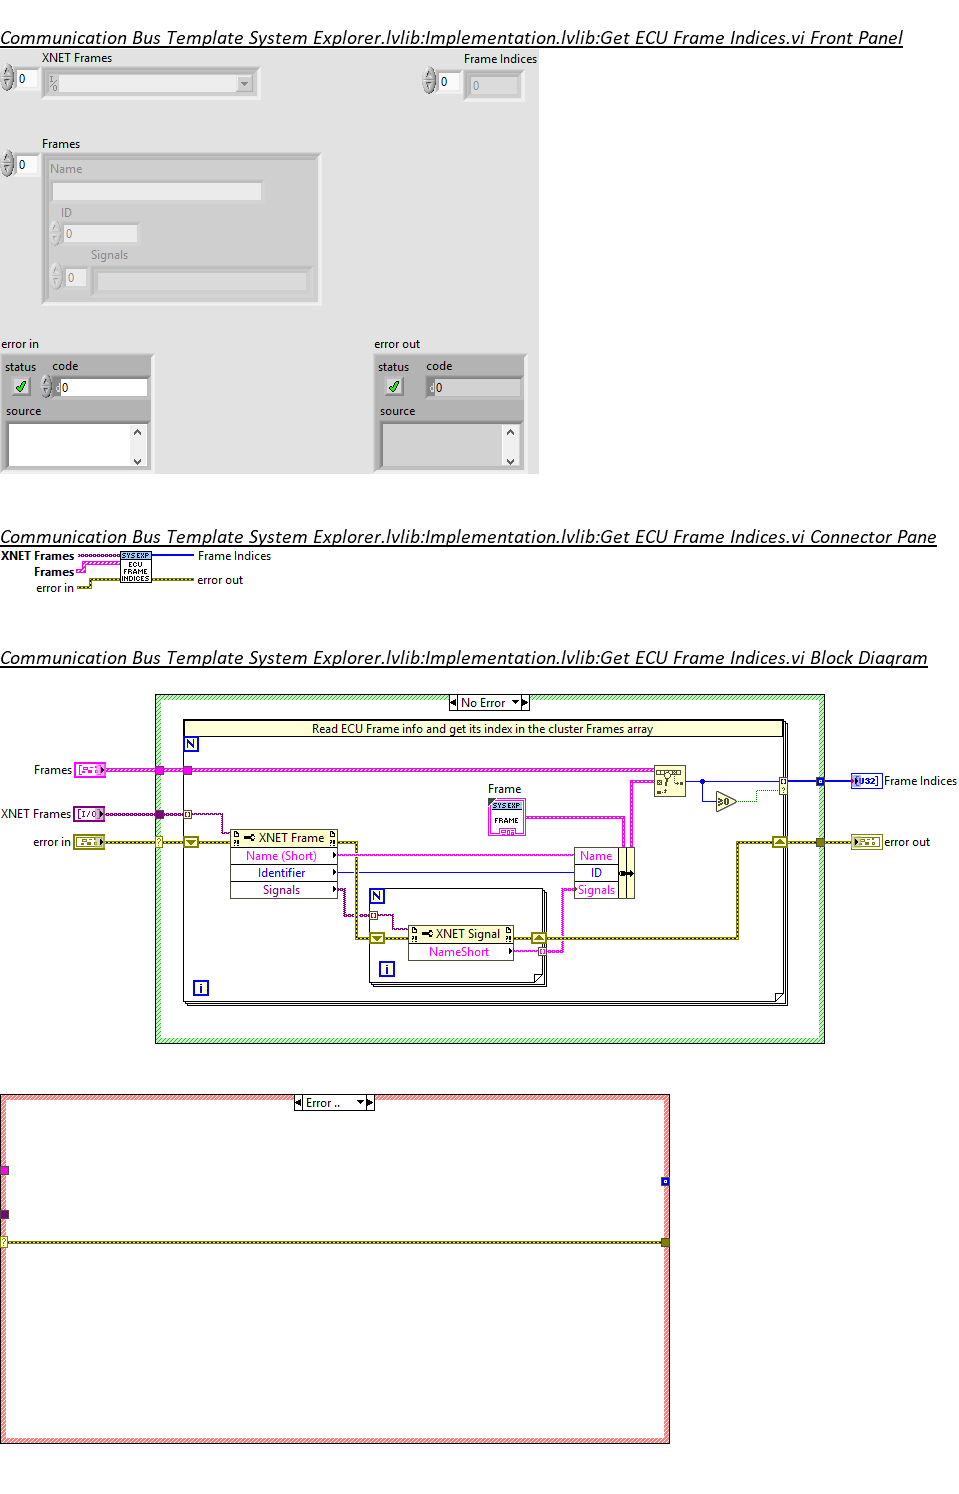 Communication Bus Template System Explorer.lvlib:Implementation.lvlib:Get ECU Frame Indices.vi Front Panel
XNET Frames
Frame Indices
0
I/O
0
0
Frames
0
Name
ID
0
Signals
0
error in
error out
status code
status code
0
d0
source
source
Communication Bus Template System Explorer.lvlib:Implementation.lvlib:Get ECU Frame Indices.vi Connector Pane
XNET Frames
SYS EXP
Frame Indices
ECU
Frames
FRAME
INDICES
error out
error in
Communication Bus Template System Explorer.lvlib:Implementation.lvlib:Get ECU Frame Indices.vi Block Diagram
No Error
Read ECU Frame info and get its index in the cluster Frames array
N
Frames
Frame Indices
U32]
Frame
SYS EXP
FRAME
≥0
?
XNET Frames
[I/O]
error in
?
XNET Frame
Name (Short)
Identifier
Signals
Name
ID
Signals
error out
N
XNET Signal
NameShort
i
i
Error ..
?